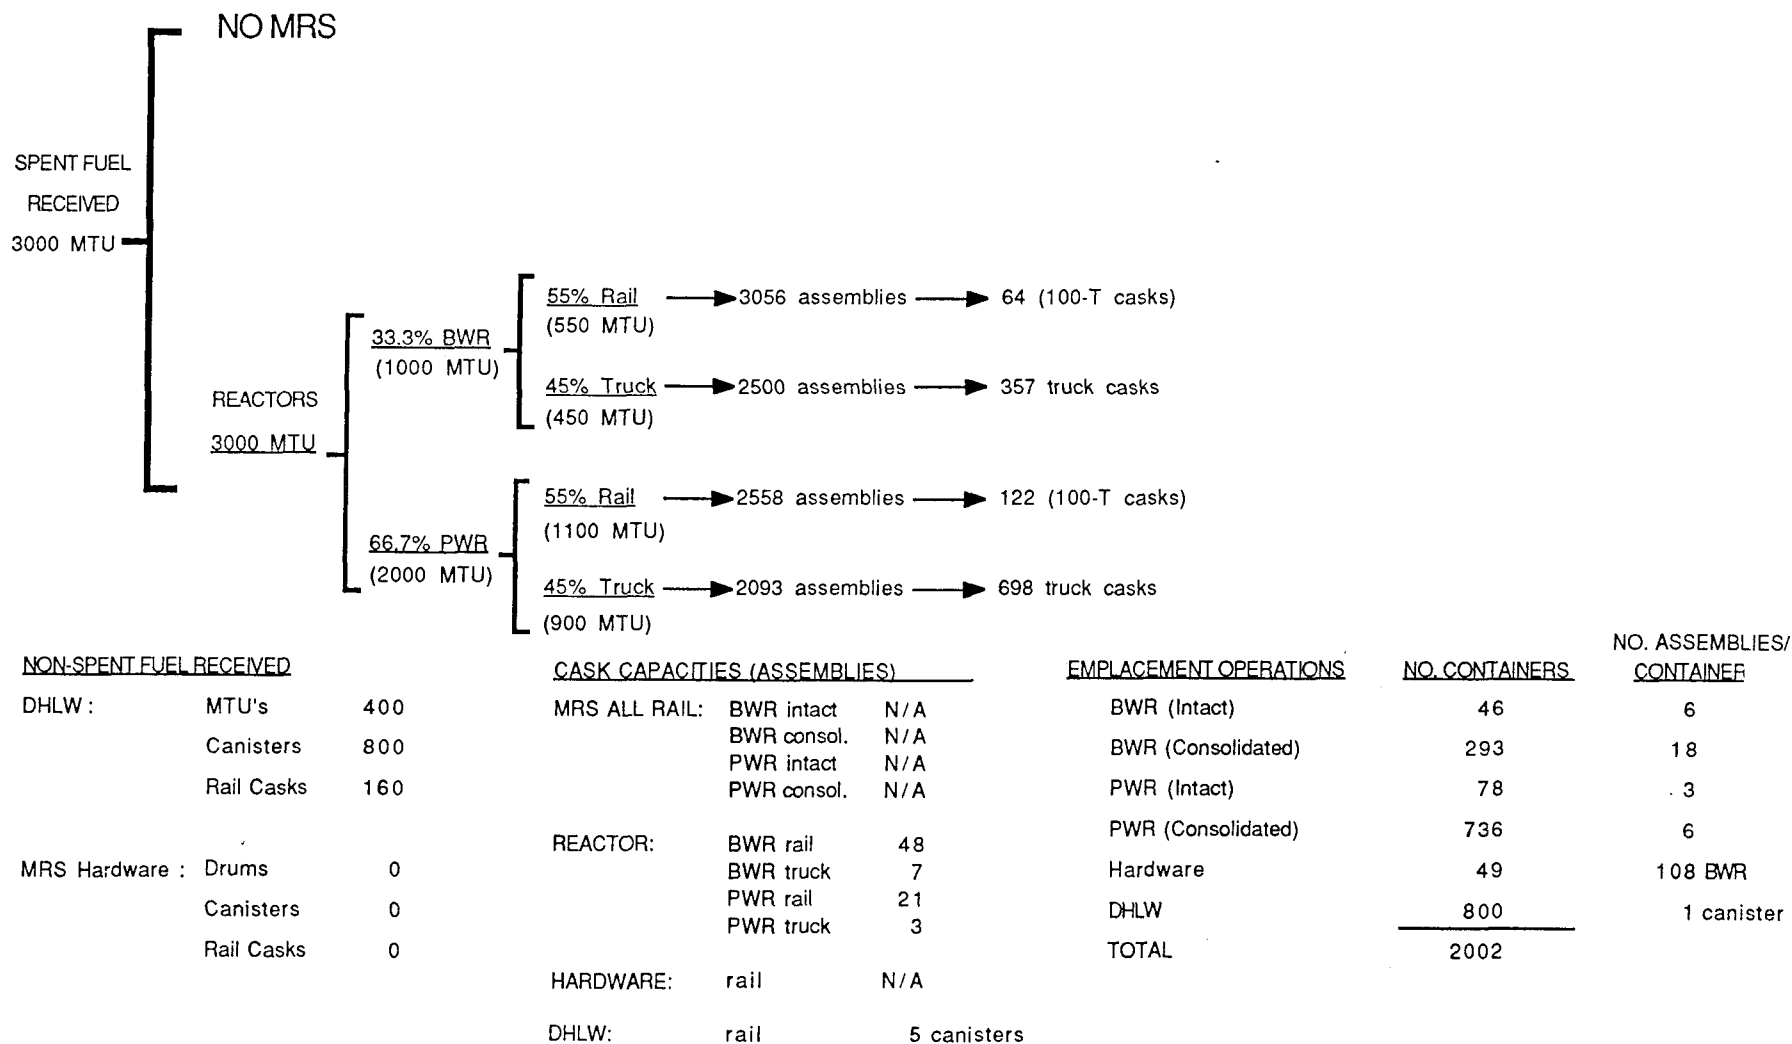 NO MRS
SPENT FUEL
RECEIVED
3000 MTU
REACTORS
3000 MTU
33.3% BWR
(1000 MTU)
55% Rail 3056 assemblies 64 (100-T casks)
(550 MTU)
45% Truck 2500 assemblies 357 truck casks
(450 MTU)
66.7% PWR
(2000 MTU)
55% Rail 2558 assemblies 122 (100-T casks)
(1100 MTU)
45% Truck 2093 assemblies 698 truck casks
(900 MTU)
NON-SPENT FUEL RECEIVED
DHLW : MTU's 400
Canisters 800
Rail Casks 160
MRS Hardware : Drums 0
Canisters 0
Rail Casks 0
CASK CAPACITIES (ASSEMBLIES)
MRS ALL RAIL: BWR intact N/A
BWR consol. N/A
PWR intact N/A
PWR consol. N/A
REACTOR: BWR rail 48
BWR truck 7
PWR rail 21
PWR truck 3
HARDWARE: rail N/A
DHLW: rail 5 canisters
NO. ASSEMBLIES/
EMPLACEMENT OPERATIONS NO. CONTAINERS CONTAINER
BWR (Intact) 46 6
BWR (Consolidated) 293 18
PWR (Intact) 78 3
PWR (Consolidated) 736 6
Hardware 49 108 BWR
DHLW 800 1 canister
TOTAL 2002